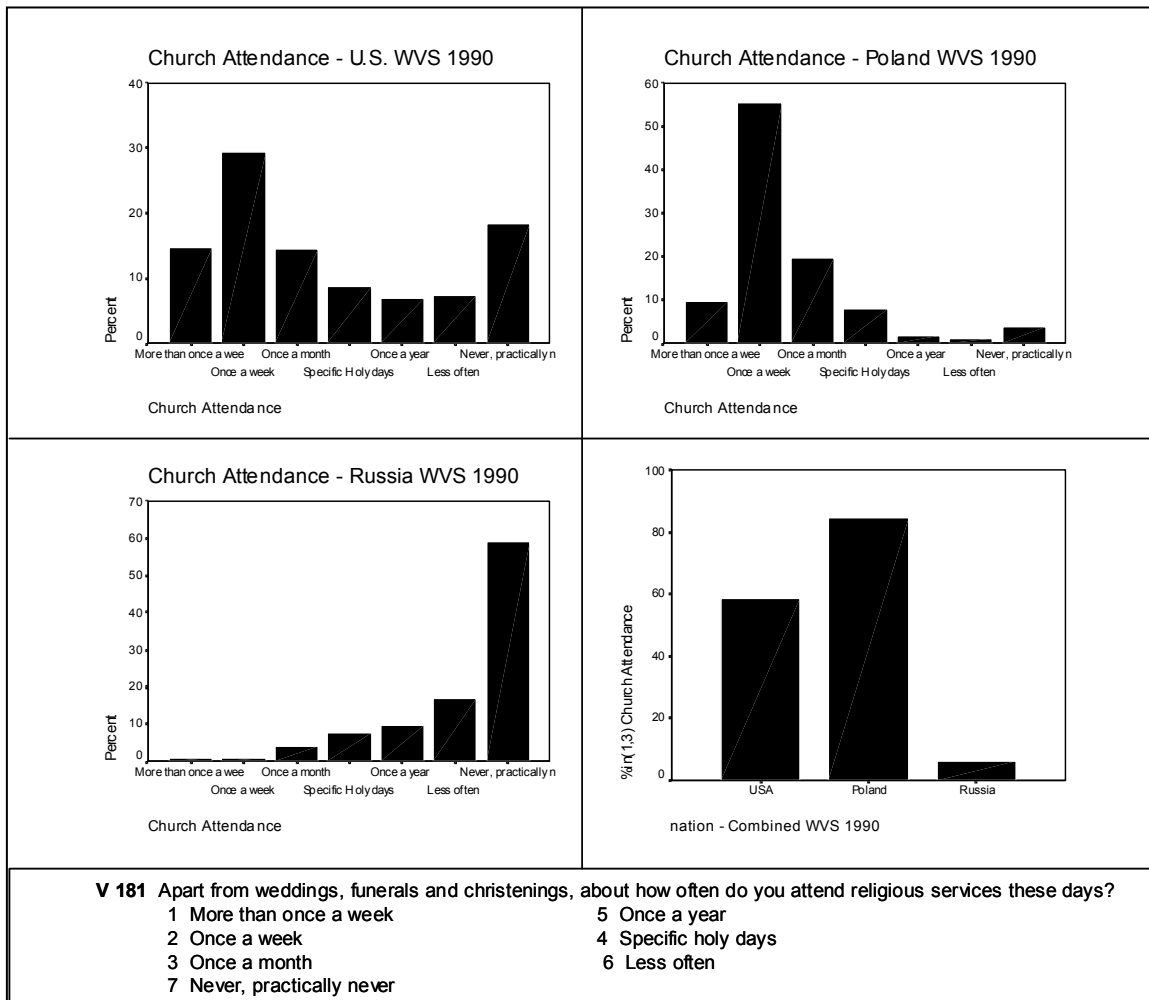 Church Attendance - U.S. WVS 1990
40
30
20
10
0
Percent
More than once a wee Once a month Once a year Never, practically n
Once a week Specific Holy days Less often
Church Attendance
Church Attendance - Poland WVS 1990
60
50
40
30
20
10
0
Percent
More than once a wee Once a month Once a year Never, practically n
Once a week Specific Holy days Less often
Church Attendance
Church Attendance - Russia WVS 1990
70
60
50
40
30
20
10
0
Percent
More than once a wee Once a month Once a year Never, practically n
Once a week Specific Holy days Less often
Church Attendance
100
80
60
40
20
0
%in(1,3) Church Attendance
USA Poland Russia
nation - Combined WVS 1990
V 181 Apart from weddings, funerals and christenings, about how often do you attend religious services these days?
1 More than once a week 5 Once a year
2 Once a week 4 Specific holy days
3 Once a month 6 Less often
7 Never, practically never